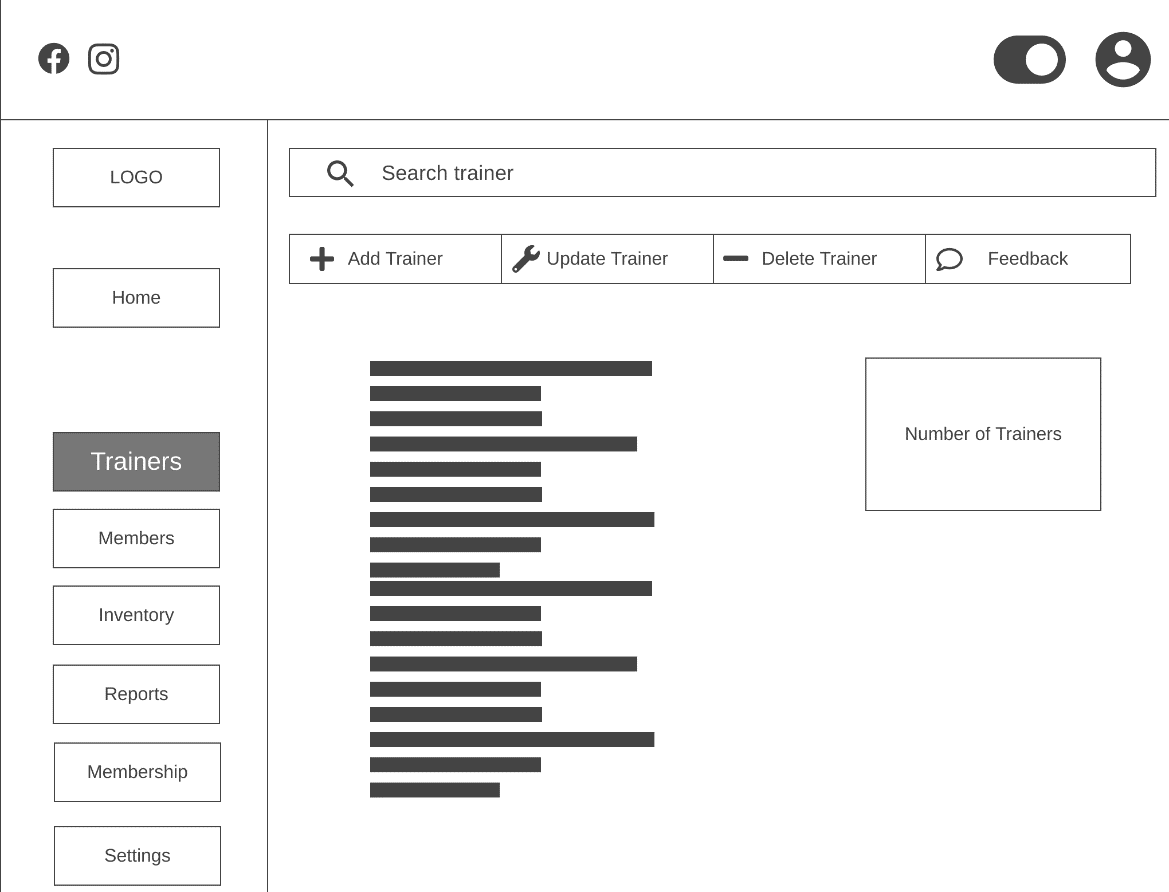 LOGO
Home
Trainers
Members
Inventory
Reports
Membership
Settings
Search trainer
Add Trainer
Update Trainer
Delete Trainer
Feedback
Number of Trainers